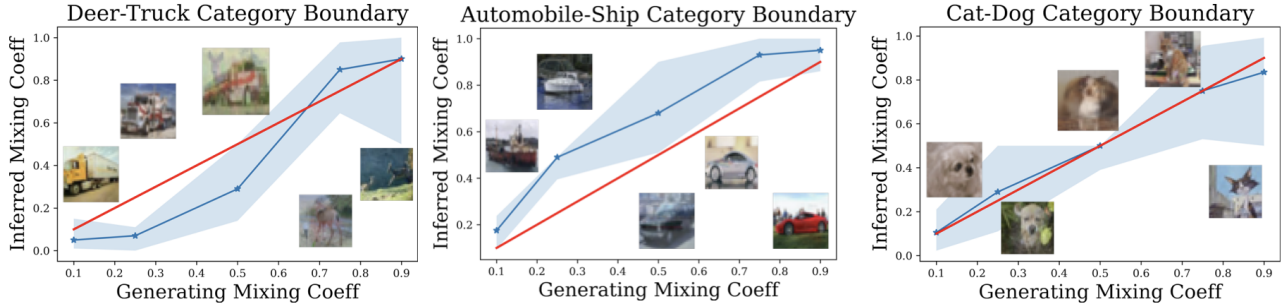 Deer-Truck Category Boundary
Inferred Mixing Coeff
1.0
0.8
0.6
0.4
0.2
0.0
0.1 0.2 0.3 0.4 0.5 0.6 0.7 0.8 0.9
Generating Mixing Coeff
Automobile-Ship Category Boundary
Inferred Mixing Coeff
1.0
0.8
0.6
0.4
0.2
0.1 0.2 0.3 0.4 0.5 0.6 0.7 0.8 0.9
Generating Mixing Coeff
Cat-Dog Category Boundary
Inferred Mixing Coeff
1.0
0.8
0.6
0.4
0.2
0.0
0.1 0.2 0.3 0.4 0.5 0.6 0.7 0.8 0.9
Generating Mixing Coeff